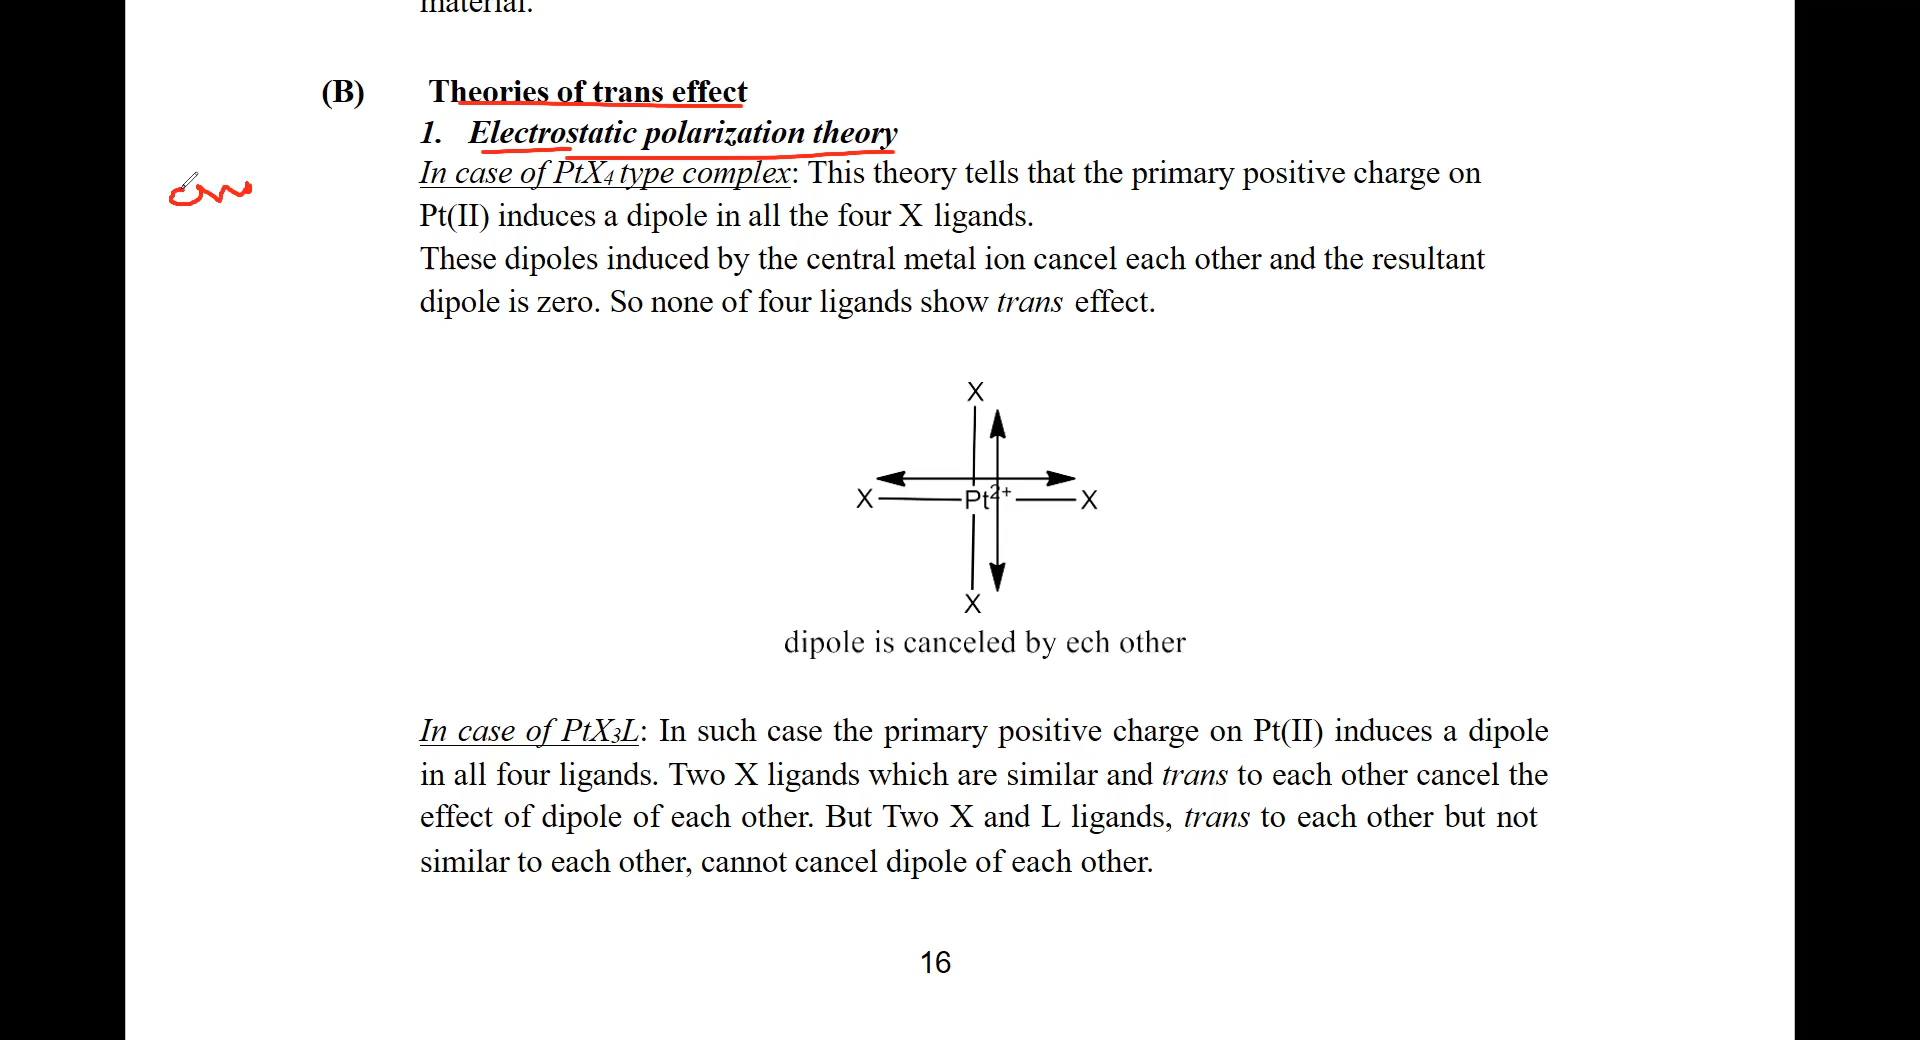 material.
(B) Theories of trans effect
1. Electrostatic polarization theory
In case of PtX4 type complex: This theory tells that the primary positive charge on
Pt(II) induces a dipole in all the four X ligands.
These dipoles induced by the central metal ion cancel each other and the resultant
dipole is zero. So none of four ligands show trans effect.
X
X Pt2+ X
X
dipole is canceled by ech other
In case of PtX3L: In such case the primary positive charge on Pt(II) induces a dipole
in all four ligands. Two X ligands which are similar and trans to each other cancel the
effect of dipole of each other. But Two X and L ligands, trans to each other but not
similar to each other, cannot cancel dipole of each other.
16